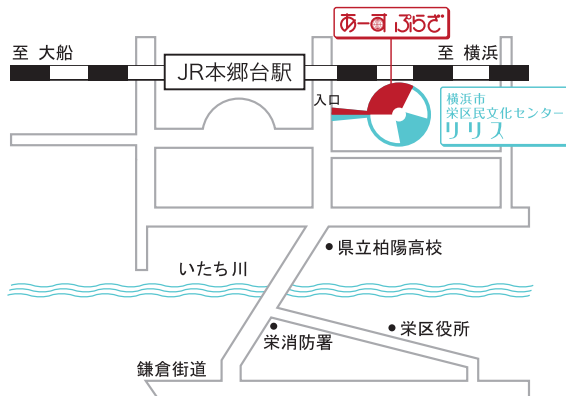 あーすぷらざ
至 大船
至 横浜
JR本郷台駅
入口
横浜市
栄区民文化センター
リリス
県立柏陽高校
いたち川
栄消防署
栄区役所
鎌倉街道